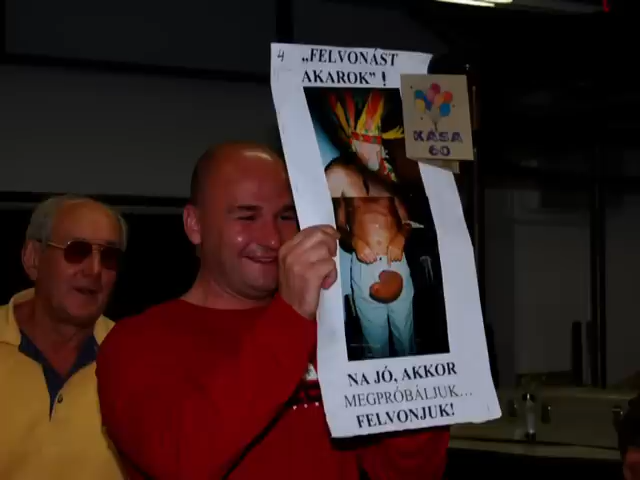 4
„FELVONÁST
AKAROK” !
KASA
60
NA JÓ, AKKOR
MEGPRÓBÁLJUK...
FELVONJUK!